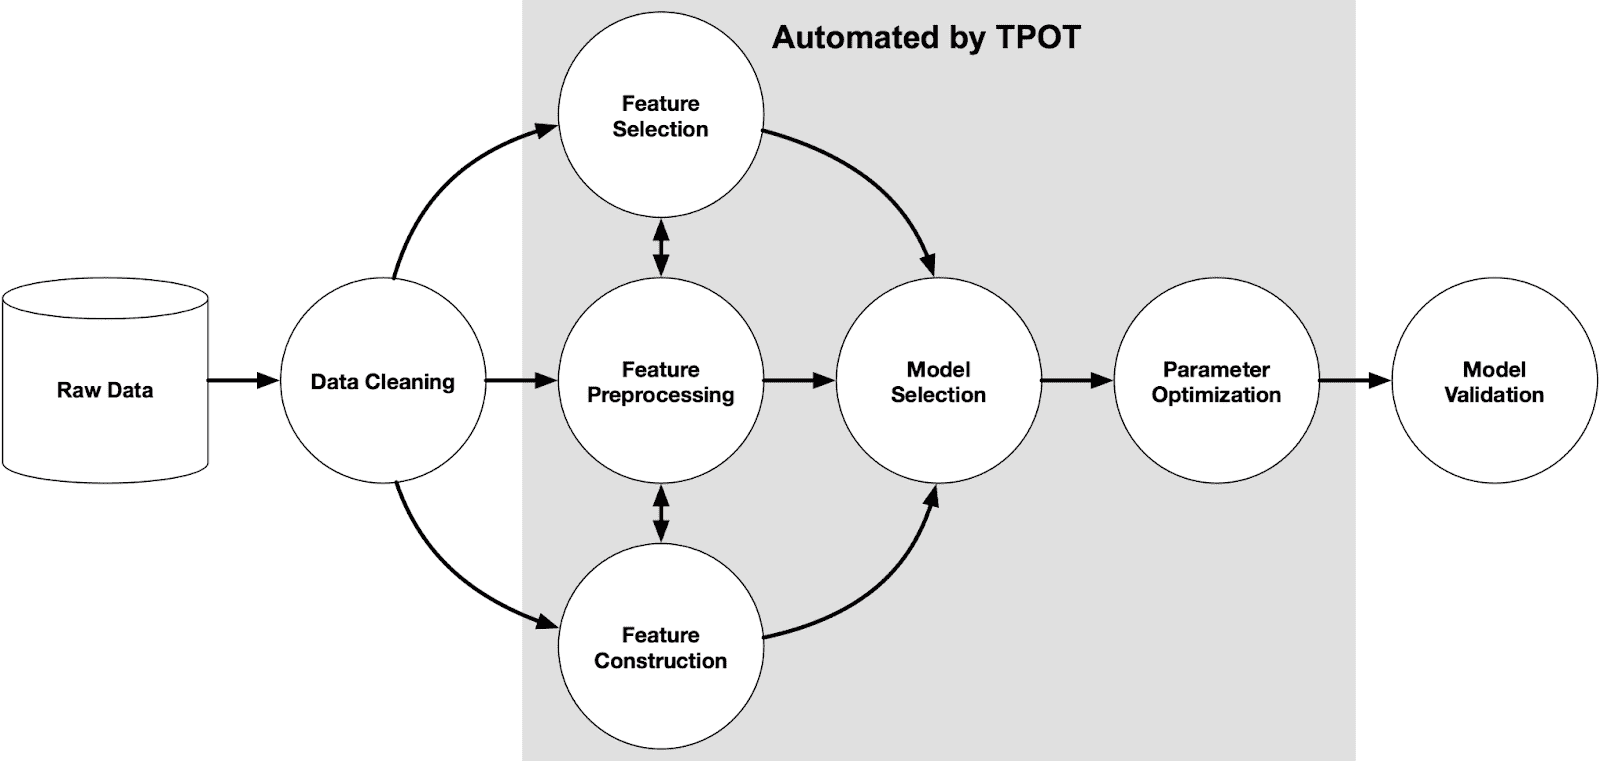 Automated by TPOT
Feature
Selection
Raw Data
Data Cleaning
Feature
Preprocessing
Model
Selection
Parameter
Optimization
Model
Validation
Feature
Construction